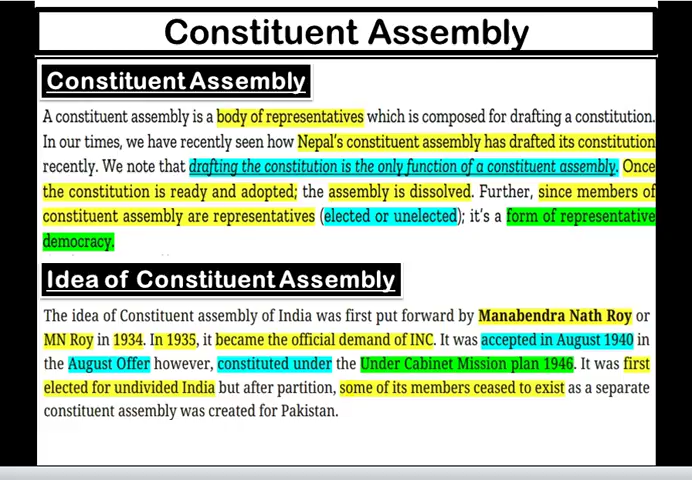 Constituent Assembly
Constituent Assembly
A constituent assembly is a body of representatives which is composed for drafting a constitution.
In our times, we have recently seen how Nepal's constituent assembly has drafted its constitution
recently. We note that drafting the constitution is the only function of a constituent assembly. Once
the constitution is ready and adopted; the assembly is dissolved. Further, since members of
constituent assembly are representatives (elected or unelected); it's a form of representative
democracy.
Idea of Constituent Assembly
The idea of Constituent assembly of India was first put forward by Manabendra Nath Roy or
MN Roy in 1934. In 1935, it became the official demand of INC. It was accepted in August 1940 in
the August Offer however, constituted under the Under Cabinet Mission plan 1946. It was first
elected for undivided India but after partition, some of its members ceased to exist as a separate
constituent assembly was created for Pakistan.